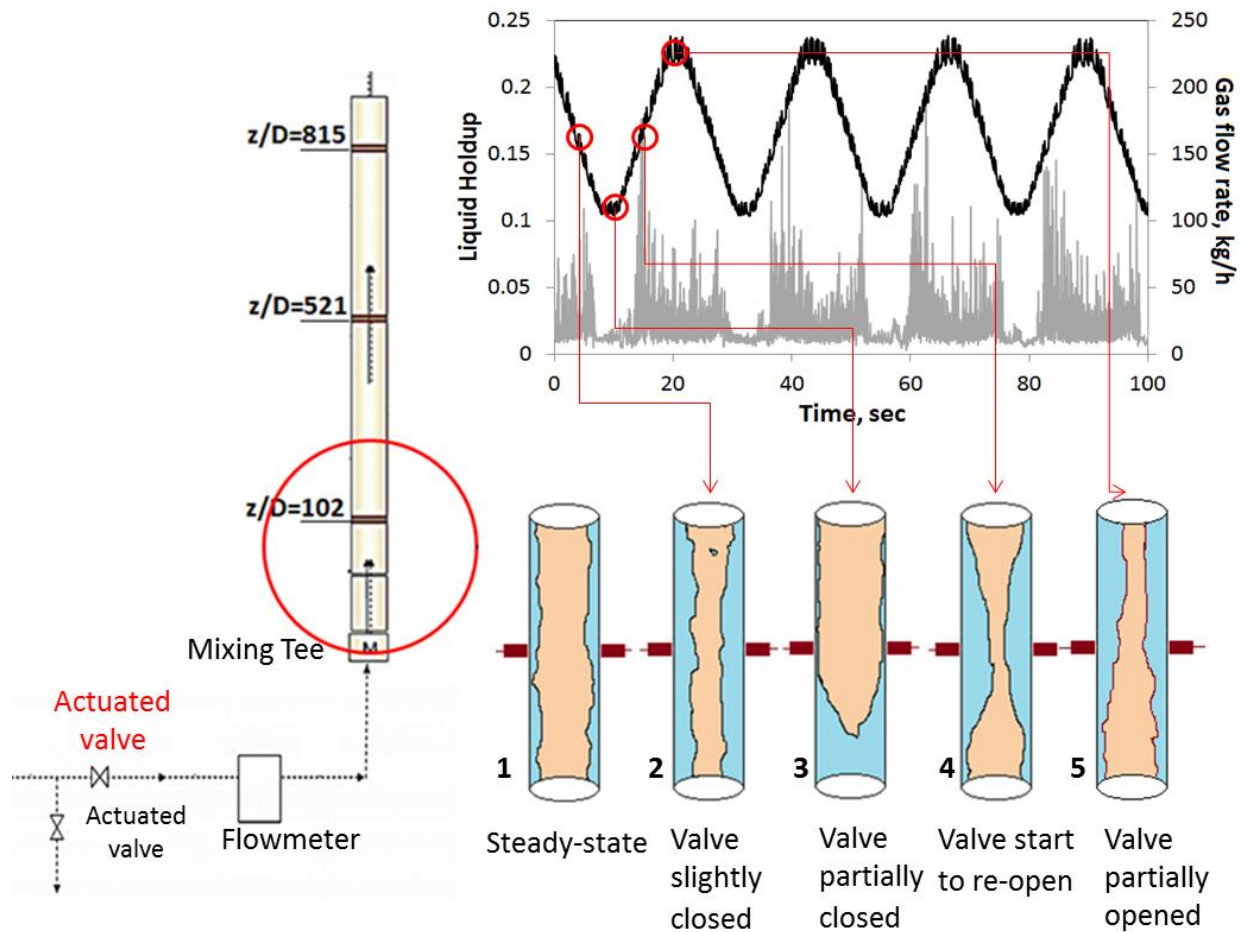 z/D=815
z/D=521
z/D=102
Mixing Tee
M
Actuated
valve
Actuated
valve
Flowmeter
0.25
0.2
0.15
0.1
0.05
0
Liquid Holdup
250
200
150
100
50
0
Gas flow rate, kg/h
0 20 40 60 80 100
Time, sec
1 2 3 4 5
Steady-state
Valve
slightly
closed
Valve
partially
closed
Valve start
to re-open
Valve
partially
opened